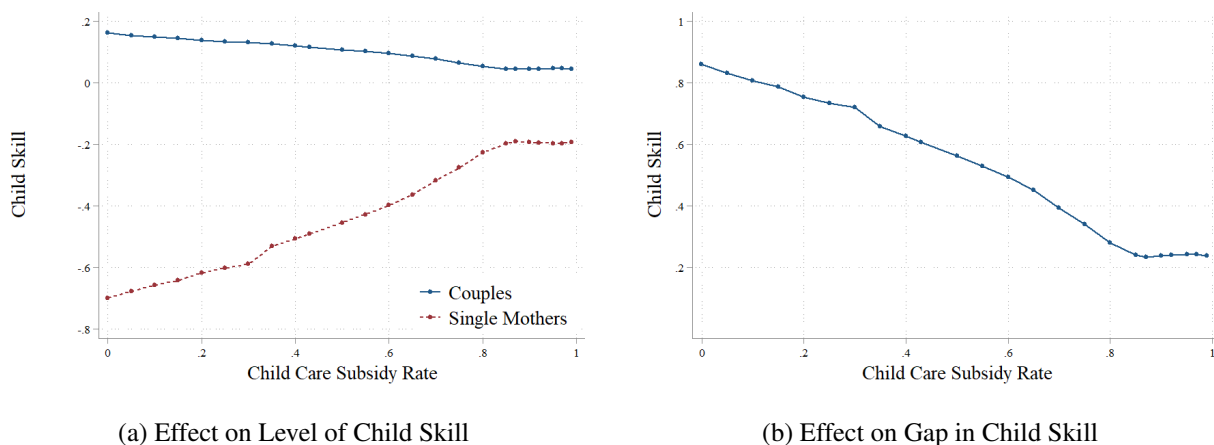 .2
0
-.2
-.4
-.6
-.8
Child Skill
0
.2
.4
.6
.8
1
Child Care Subsidy Rate
Couples
Single Mothers
(a) Effect on Level of Child Skill
1
.8
.6
.4
.2
Child Skill
0
.2
.4
.6
.8
1
Child Care Subsidy Rate
(b) Effect on Gap in Child Skill